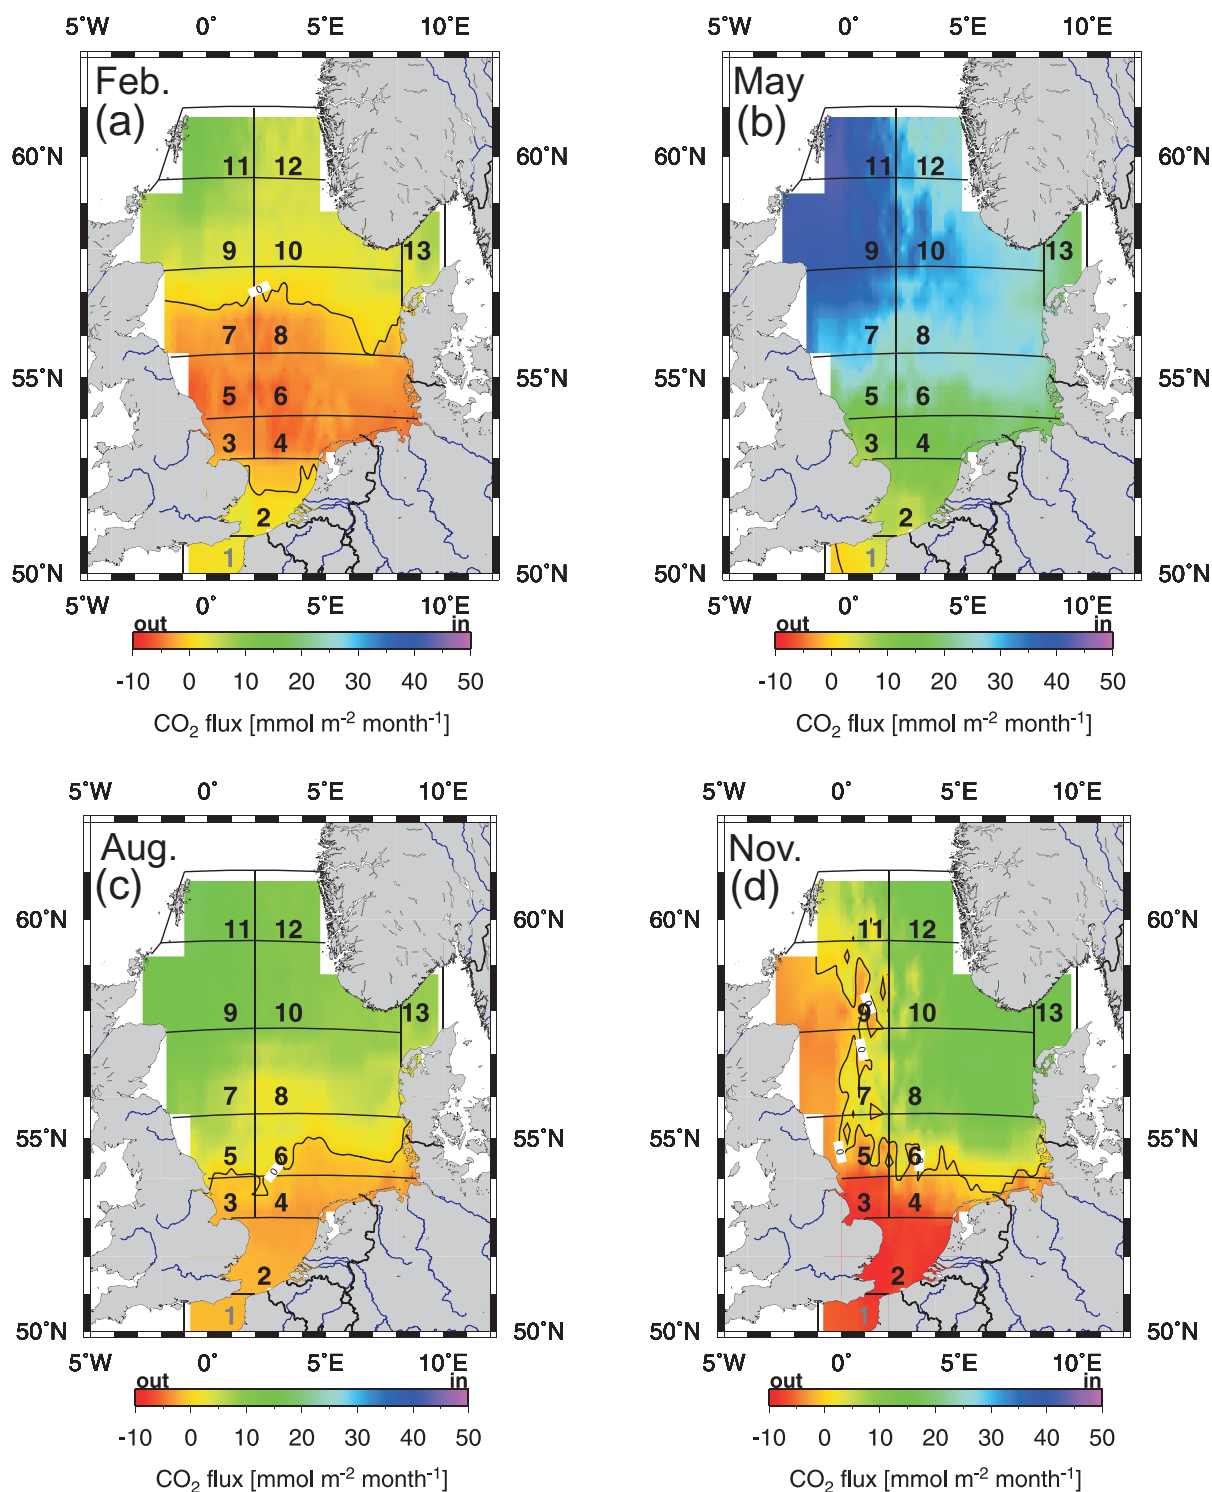 5˚W 0˚ 5˚E 10˚E
Feb.
(a)
60˚N 60˚N
11 12
9 10 13
0
7 8
55˚N 55˚N
5 6
3 4
2
1
50˚N 50˚N
5˚W 0˚ 5˚E 10˚E
out in
-10 0 10 20 30 40 50
CO2 flux [mmol m-2 month-1]
5˚W 0˚ 5˚E 10˚E
May
(b)
60˚N 60˚N
11 12
9 10 13
7 8
55˚N 55˚N
5 6
3 4
2
1
50˚N 50˚N
5˚W 0˚ 5˚E 10˚E
out in
-10 0 10 20 30 40 50
CO2 flux [mmol m-2 month-1]
5˚W 0˚ 5˚E 10˚E
Aug.
(c)
60˚N 60˚N
11 12
9 10 13
7 8
55˚N 55˚N
5 6
0
3 4
2
1
50˚N 50˚N
5˚W 0˚ 5˚E 10˚E
out in
-10 0 10 20 30 40 50
CO2 flux [mmol m-2 month-1]
5˚W 0˚ 5˚E 10˚E
Nov.
(d)
60˚N 60˚N
11 12
0
9 10 13
0
7 8
55˚N 55˚N
0 5 6 0
3 4
2
1
50˚N 50˚N
5˚W 0˚ 5˚E 10˚E
out in
-10 0 10 20 30 40 50
CO2 flux [mmol m-2 month-1]